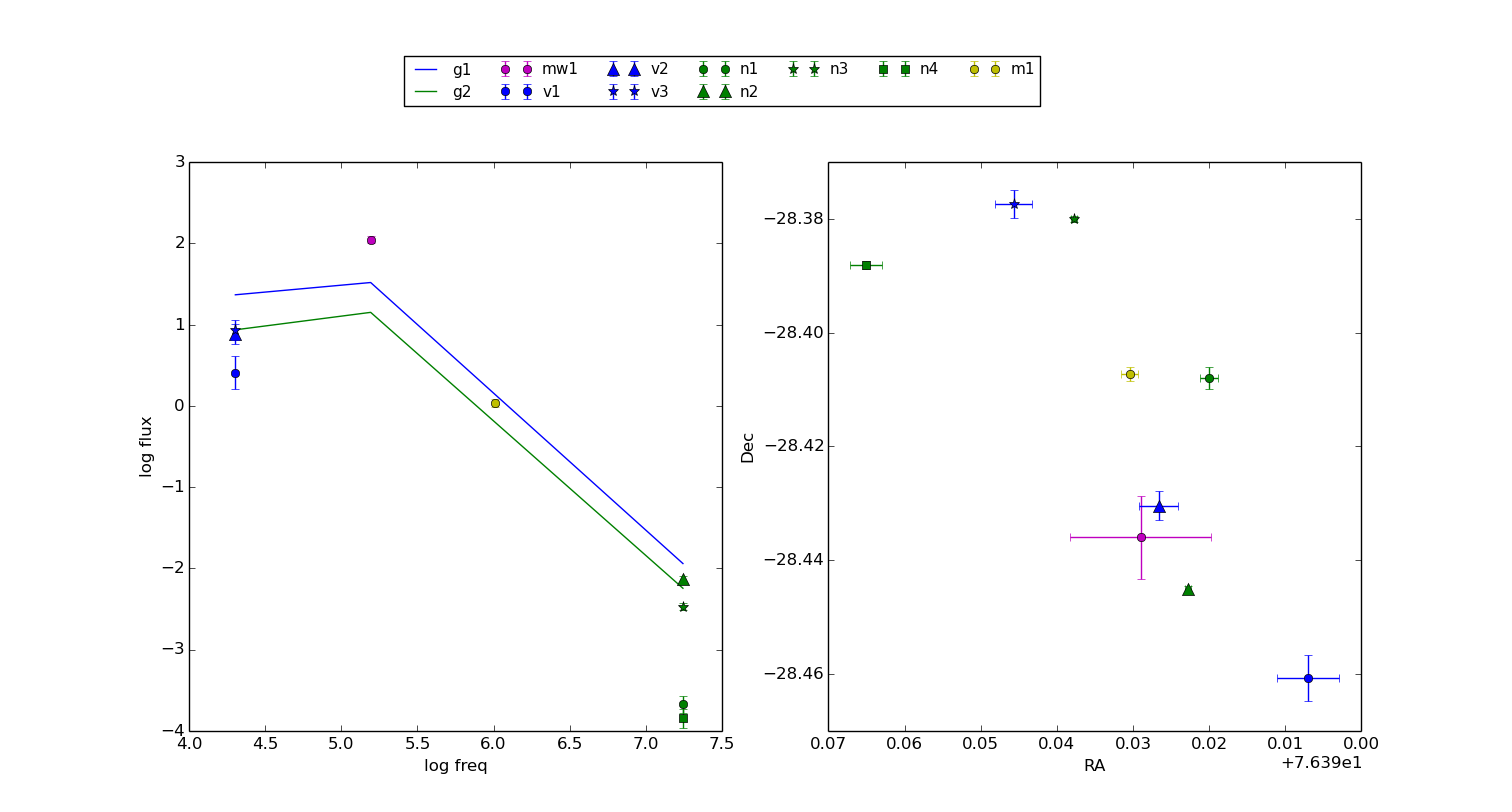 g1 mw1 v2 n1 n3 n4 m1
g2 v1 v3 n2
3
2
1
0
−1
−2
−3
−4
log flux
4.0 4.5 5.0 5.5 6.0 6.5 7.0 7.5
log freq
−28.38
−28.40
−28.42
−28.44
−28.46
Dec
0.07 0.06 0.05 0.04 0.03 0.02 0.01 0.00
+7.639e1
RA